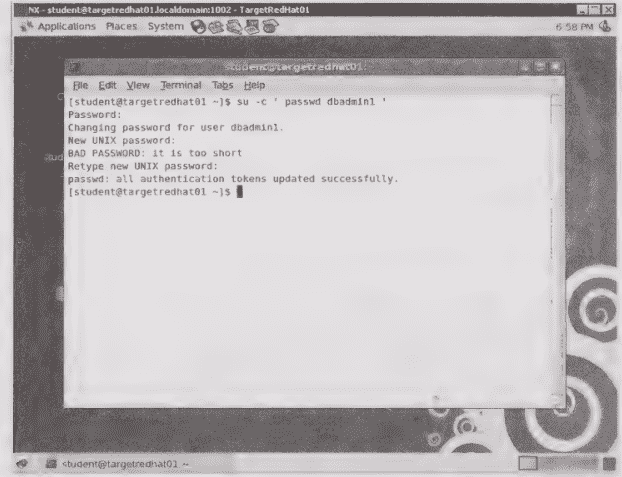 NX - student@targetredhat01.localdomain:1002 - TargetRedHat01
Applications Places System 6:58 PM
student@targetredhat01:
File Edit View Terminal Tabs Help
[student@targetredhat01 ~]$ su -c ' passwd dbadmin1 '
Password:
Changing password for user dbadmin1.
New UNIX password:
BAD PASSWORD: it is too short
Retype new UNIX password:
passwd: all authentication tokens updated successfully.
[student@targetredhat01 ~]$
student@targetredhat01:~